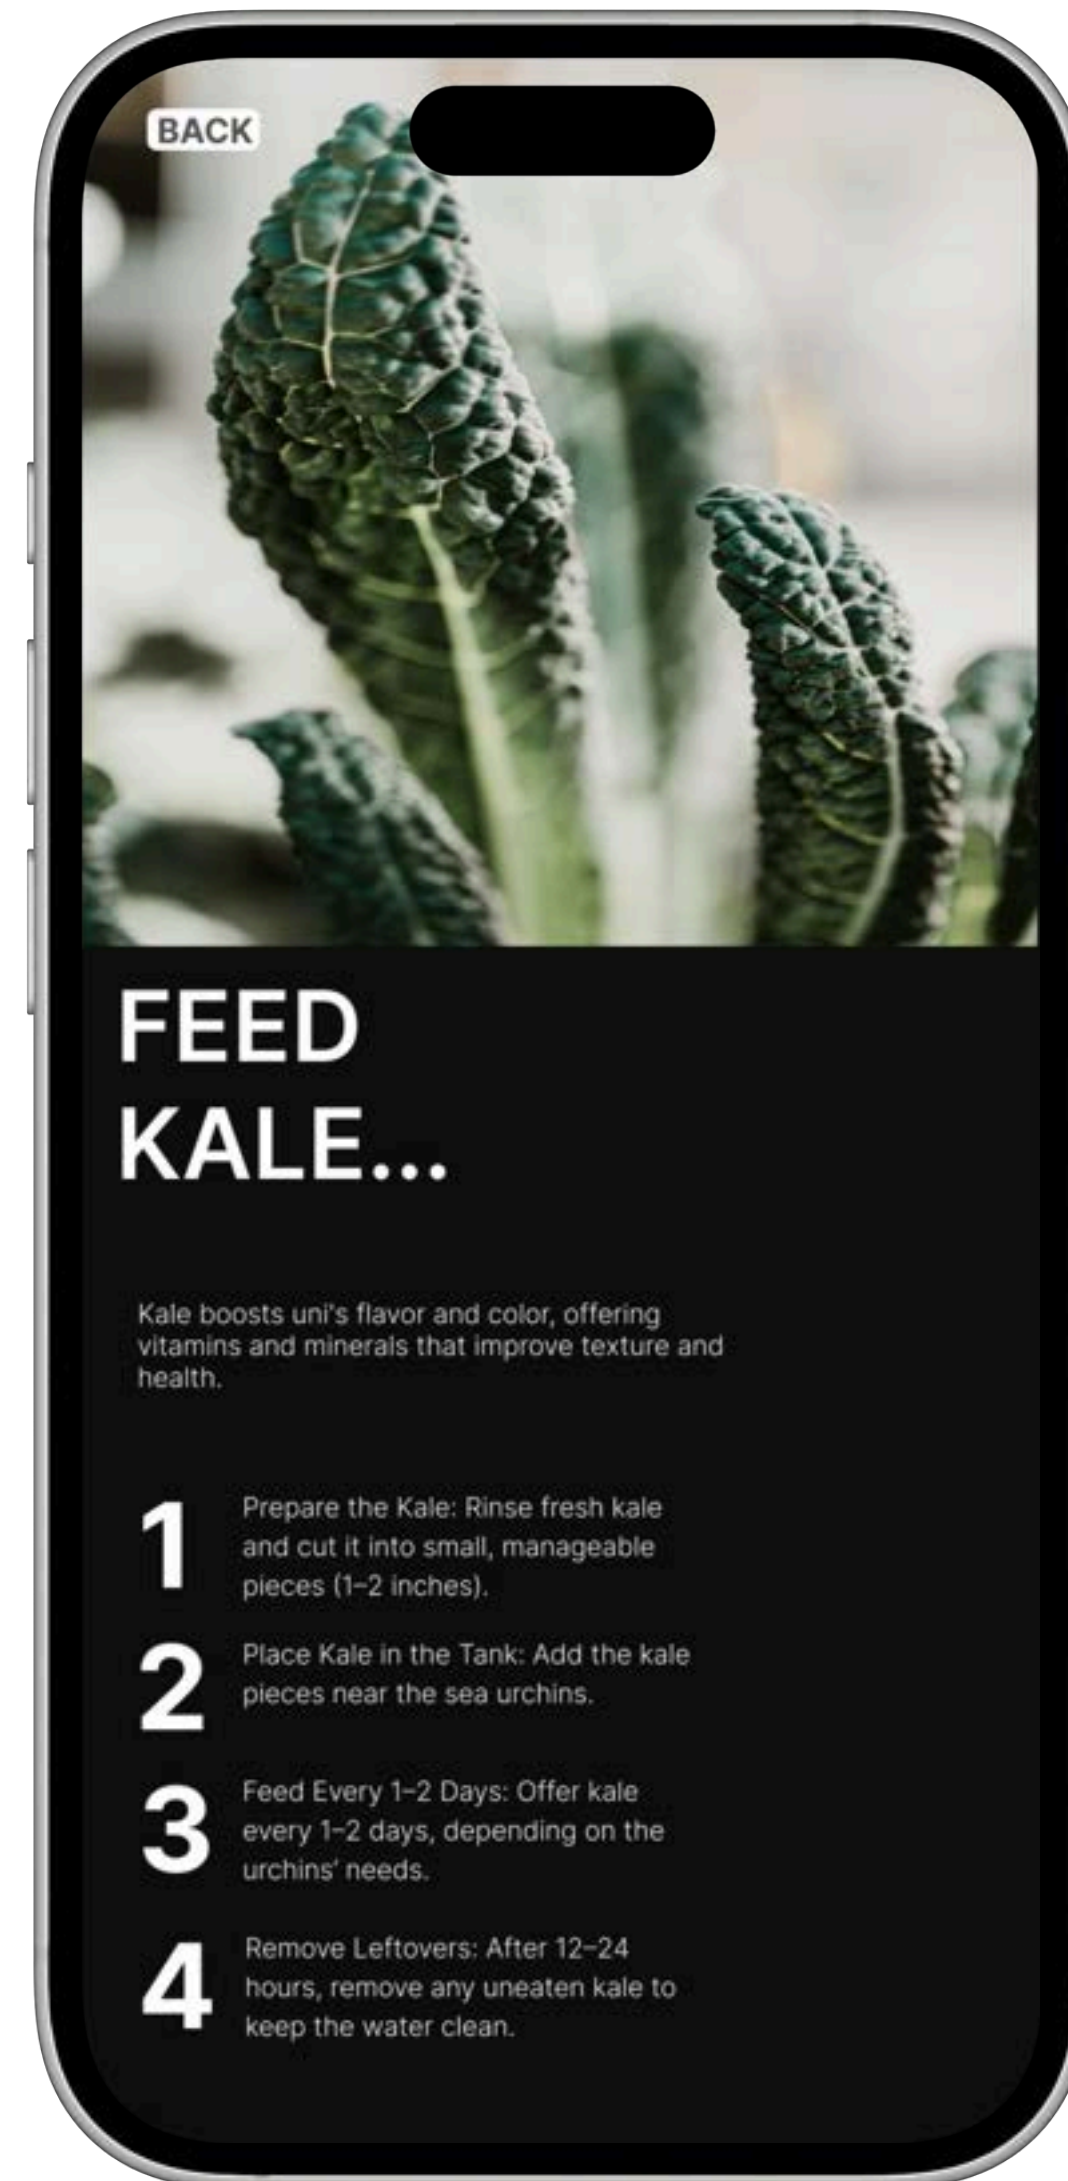 BACK
FEED
KALE...
Kale boosts uni's flavor and color, offering
vitamins and minerals that improve texture and
health.
1
Prepare the Kale: Rinse fresh kale
and cut it into small, manageable
pieces (1–2 inches).
2
Place Kale in the Tank: Add the kale
pieces near the sea urchins.
3
Feed Every 1–2 Days: Offer kale
every 1–2 days, depending on the
urchins’ needs.
4
Remove Leftovers: After 12–24
hours, remove any uneaten kale to
keep the water clean.